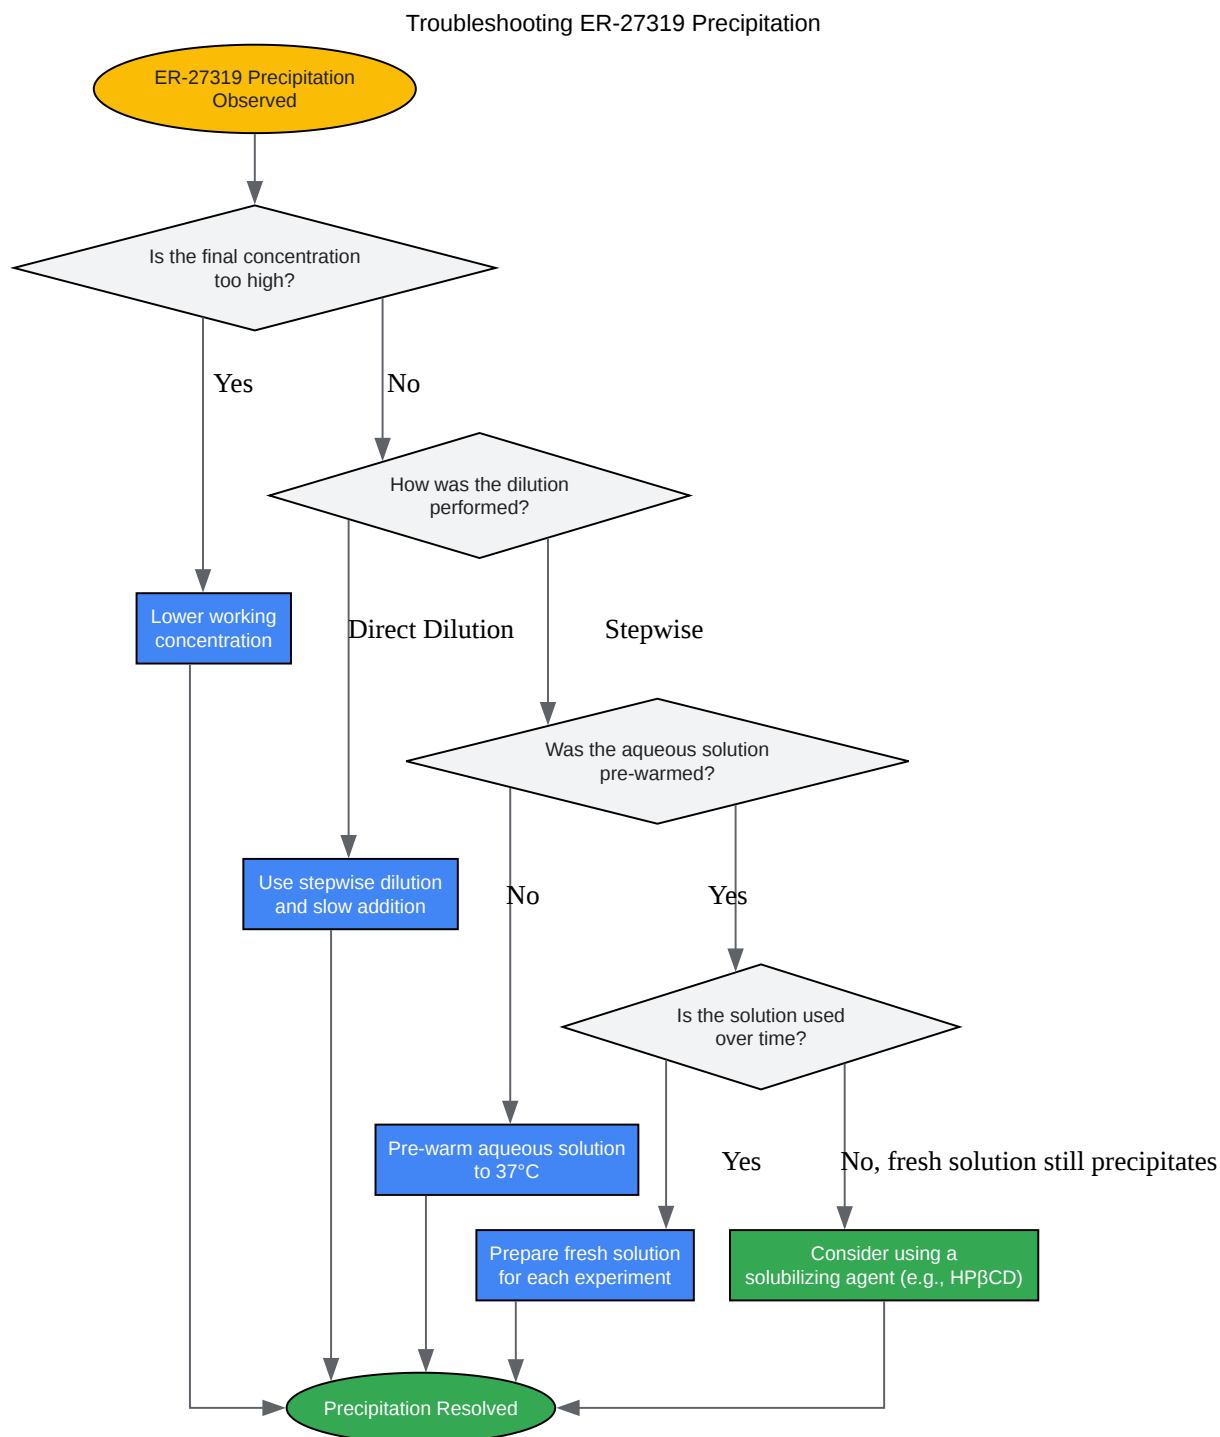 Troubleshooting ER-27319 Precipitation
ER-27319 Precipitation
Observed
Is the final concentration
too high?
Yes
No
How was the dilution
performed?
Lower working
concentration
Direct Dilution
Stepwise
Was the aqueous solution
pre-warmed?
Use stepwise dilution
and slow addition
No
Yes
Is the solution used
over time?
Pre-warm aqueous solution
to 37°C
Yes
No, fresh solution still precipitates
Prepare fresh solution
for each experiment
Consider using a
solubilizing agent (e.g., HPβCD)
Precipitation Resolved